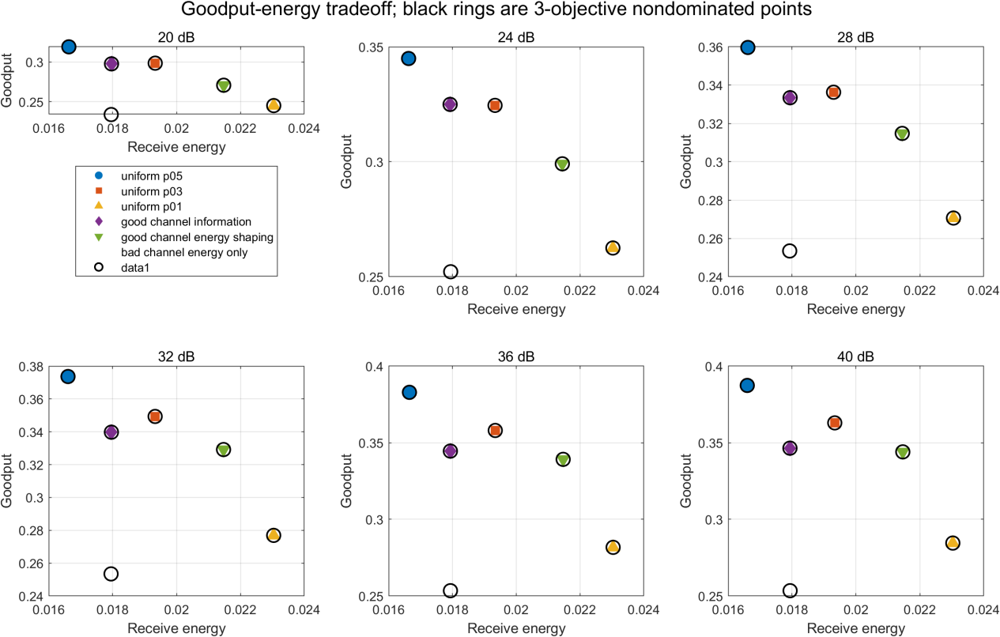 Goodput-energy tradeoff; black rings are 3-objective nondominated points
20 dB
0.3
0.25
Goodput
0.016
0.018
0.02
0.022
0.024
Receive energy
uniform p05
uniform p03
uniform p01
good channel information
good channel energy shaping
bad channel energy only
data1
24 dB
0.35
0.3
0.25
Goodput
0.016
0.018
0.02
0.022
0.024
Receive energy
28 dB
0.36
0.34
0.32
0.3
0.28
0.26
0.24
Goodput
0.016
0.018
0.02
0.022
0.024
Receive energy
32 dB
0.38
0.36
0.34
0.32
0.3
0.28
0.26
0.24
Goodput
0.016
0.018
0.02
0.022
0.024
Receive energy
36 dB
0.4
0.35
0.3
0.25
Goodput
0.016
0.018
0.02
0.022
0.024
Receive energy
40 dB
0.4
0.35
0.3
0.25
Goodput
0.016
0.018
0.02
0.022
0.024
Receive energy